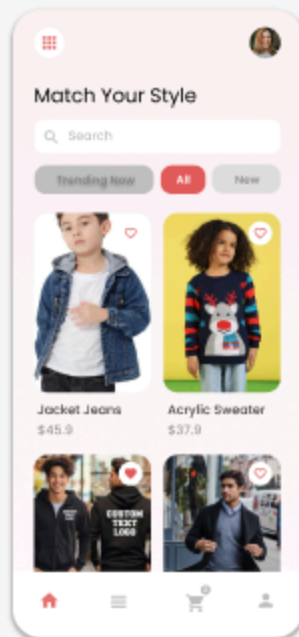 Match Your Style
Search
Trending Now
All
New
Jacket Jeans
Acrylic Sweater
$45.9
$37.9
CUSTOM
TEXT
LOGO